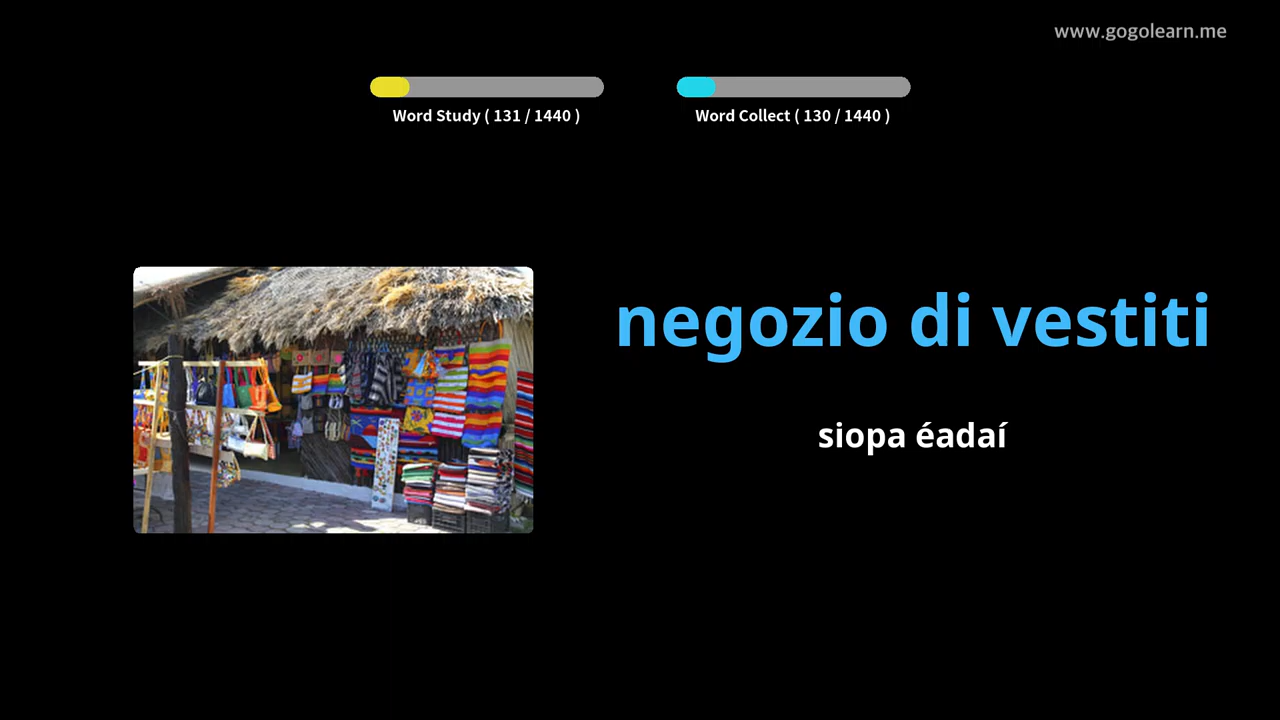 www.gogolearn.me
Word Study ( 131 / 1440 )
Word Collect ( 130 / 1440 )
negozio di vestiti
siopa éadaí